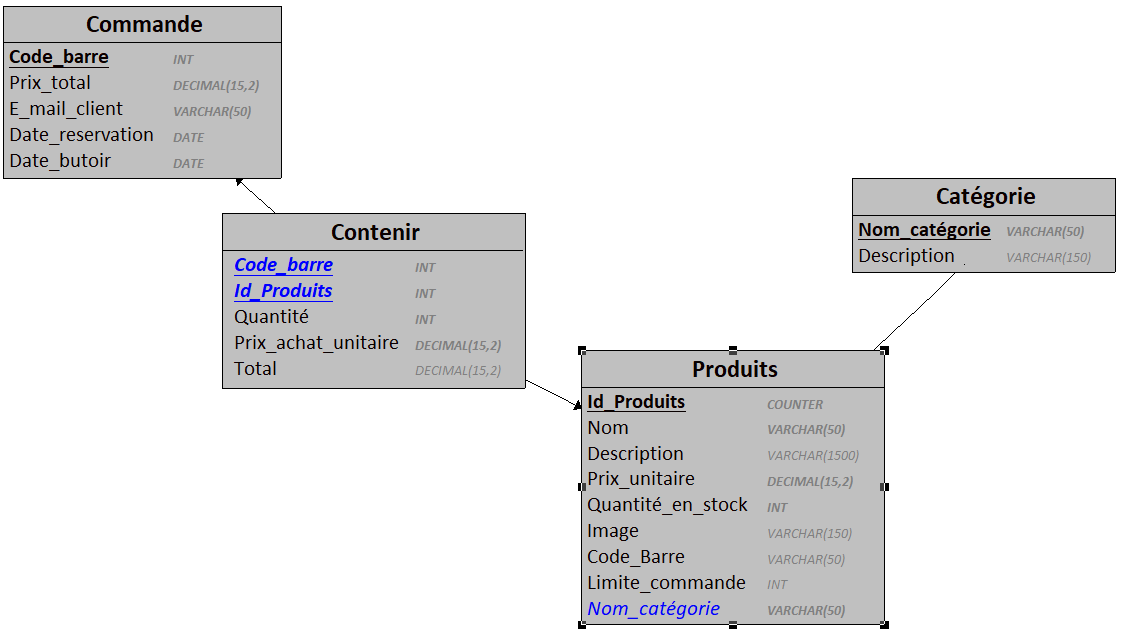 Commande
Code_barre INT
Prix_total DECIMAL(15,2)
E_mail_client VARCHAR(50)
Date_reservation DATE
Date_butoir DATE
Contenir
Code_barre INT
Id_Produits INT
Quantité INT
Prix_achat_unitaire DECIMAL(15,2)
Total DECIMAL(15,2)
Catégorie
Nom_catégorie VARCHAR(50)
Description VARCHAR(150)
Produits
Id_Produits COUNTER
Nom VARCHAR(50)
Description VARCHAR(1500)
Prix_unitaire DECIMAL(15,2)
Quantité_en_stock INT
Image VARCHAR(150)
Code_Barre VARCHAR(50)
Limite_commande INT
Nom_catégorie VARCHAR(50)